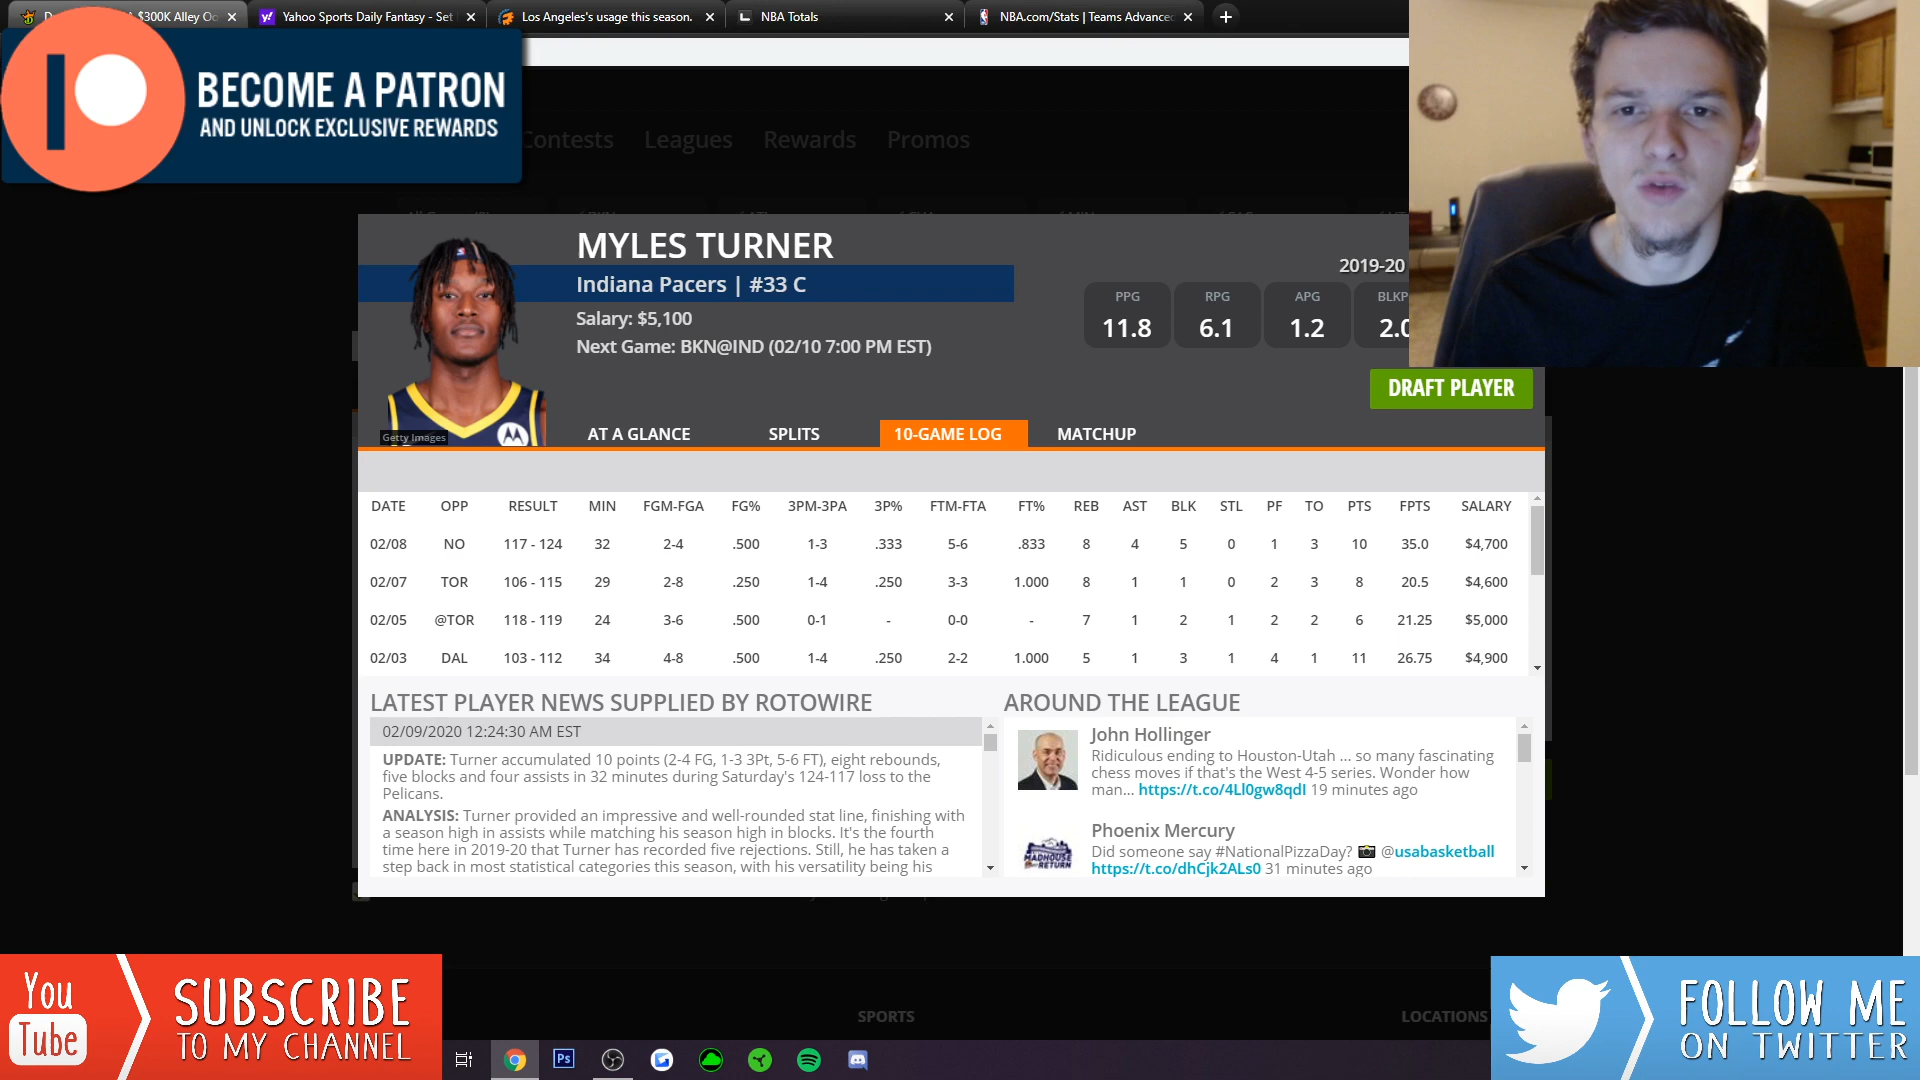 $300K Alley Oo
Yahoo Sports Daily Fantasy - Set
Los Angeles's usage this season.
NBA Totals
NBA.com/Stats | Teams Advanced
BECOME A PATRON
AND UNLOCK EXCLUSIVE REWARDS
Contests Leagues Rewards Promos
MYLES TURNER
Indiana Pacers | #33 C
Salary: $5,100
Next Game: BKN@IND (02/10 7:00 PM EST)
2019-20
PPG RPG APG BLKP
11.8 6.1 1.2 2.0
DRAFT PLAYER
Getty Images
AT A GLANCE SPLITS 10-GAME LOG MATCHUP
DATE OPP RESULT MIN FGM-FGA FG% 3PM-3PA 3P% FTM-FTA FT% REB AST BLK STL PF TO PTS FPTS SALARY
02/08 NO 117 - 124 32 2-4 .500 1-3 .333 5-6 .833 8 4 5 0 1 3 10 35.0 $4,700
02/07 TOR 106 - 115 29 2-8 .250 1-4 .250 3-3 1.000 8 1 1 0 2 3 8 20.5 $4,600
02/05 @TOR 118 - 119 24 3-6 .500 0-1 - 0-0 - 7 1 2 1 2 2 6 21.25 $5,000
02/03 DAL 103 - 112 34 4-8 .500 1-4 .250 2-2 1.000 5 1 3 1 4 1 11 26.75 $4,900
LATEST PLAYER NEWS SUPPLIED BY ROTOWIRE
02/09/2020 12:24:30 AM EST
UPDATE: Turner accumulated 10 points (2-4 FG, 1-3 3Pt, 5-6 FT), eight rebounds,
five blocks and four assists in 32 minutes during Saturday's 124-117 loss to the
Pelicans.
ANALYSIS: Turner provided an impressive and well-rounded stat line, finishing with
a season high in assists while matching his season high in blocks. It's the fourth
time here in 2019-20 that Turner has recorded five rejections. Still, he has taken a
step back in most statistical categories this season, with his versatility being his
AROUND THE LEAGUE
John Hollinger
Ridiculous ending to Houston-Utah ... so many fascinating
chess moves if that's the West 4-5 series. Wonder how
man... https://t.co/4Ll0gw8qdI 19 minutes ago
MADHOUSE
RETURN
Phoenix Mercury
Did someone say #NationalPizzaDay? 📷 @usabasketball
https://t.co/dhCjk2ALs0 31 minutes ago
SPORTS
LOCATIONS
You
Tube
SUBSCRIBE
TO MY CHANNEL
Ps
FOLLOW ME
ON TWITTER